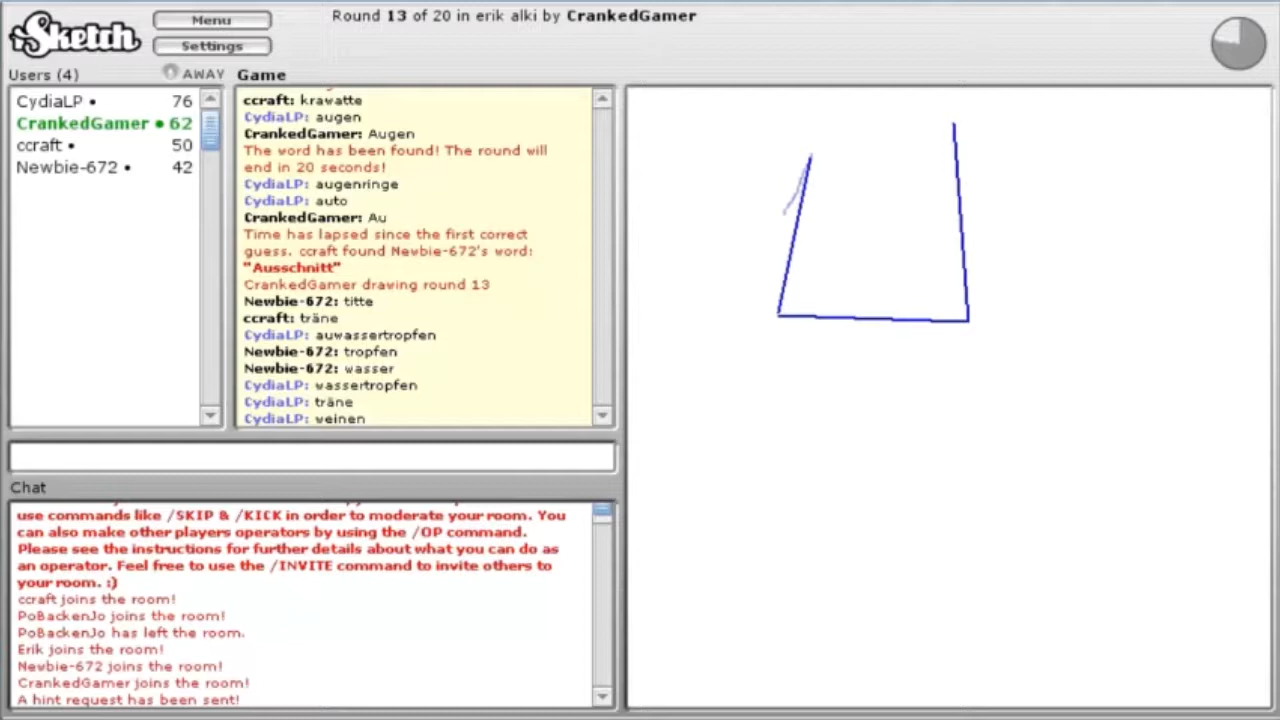 iSketch
Menu
Settings
Round 13 of 20 in erik alki by CrankedGamer
Users (4)
AWAY
CydiaLP • 76
CrankedGamer • 62
ccraft • 50
Newbie-672 • 42
Game
ccraft: krawatte
CydiaLP: augen
CrankedGamer: Augen
The word has been found! The round will
end in 20 seconds!
CydiaLP: augenringe
CydiaLP: auto
CrankedGamer: Au
Time has lapsed since the first correct
guess. ccraft found Newbie-672's word:
"Ausschnitt"
CrankedGamer drawing round 13
Newbie-672: titte
ccraft: träne
CydiaLP: auwassertropfen
Newbie-672: tropfen
Newbie-672: wasser
CydiaLP: wassertropfen
CydiaLP: träne
CydiaLP: weinen
Chat
use commands like /SKIP & /KICK in order to moderate your room. You
can also make other players operators by using the /OP command.
Please see the instructions for further details about what you can do as
an operator. Feel free to use the /INVITE command to invite others to
your room. :)
ccraft joins the room!
PoBackenJo joins the room!
PoBackenJo has left the room.
Erik joins the room!
Newbie-672 joins the room!
CrankedGamer joins the room!
A hint request has been sent!